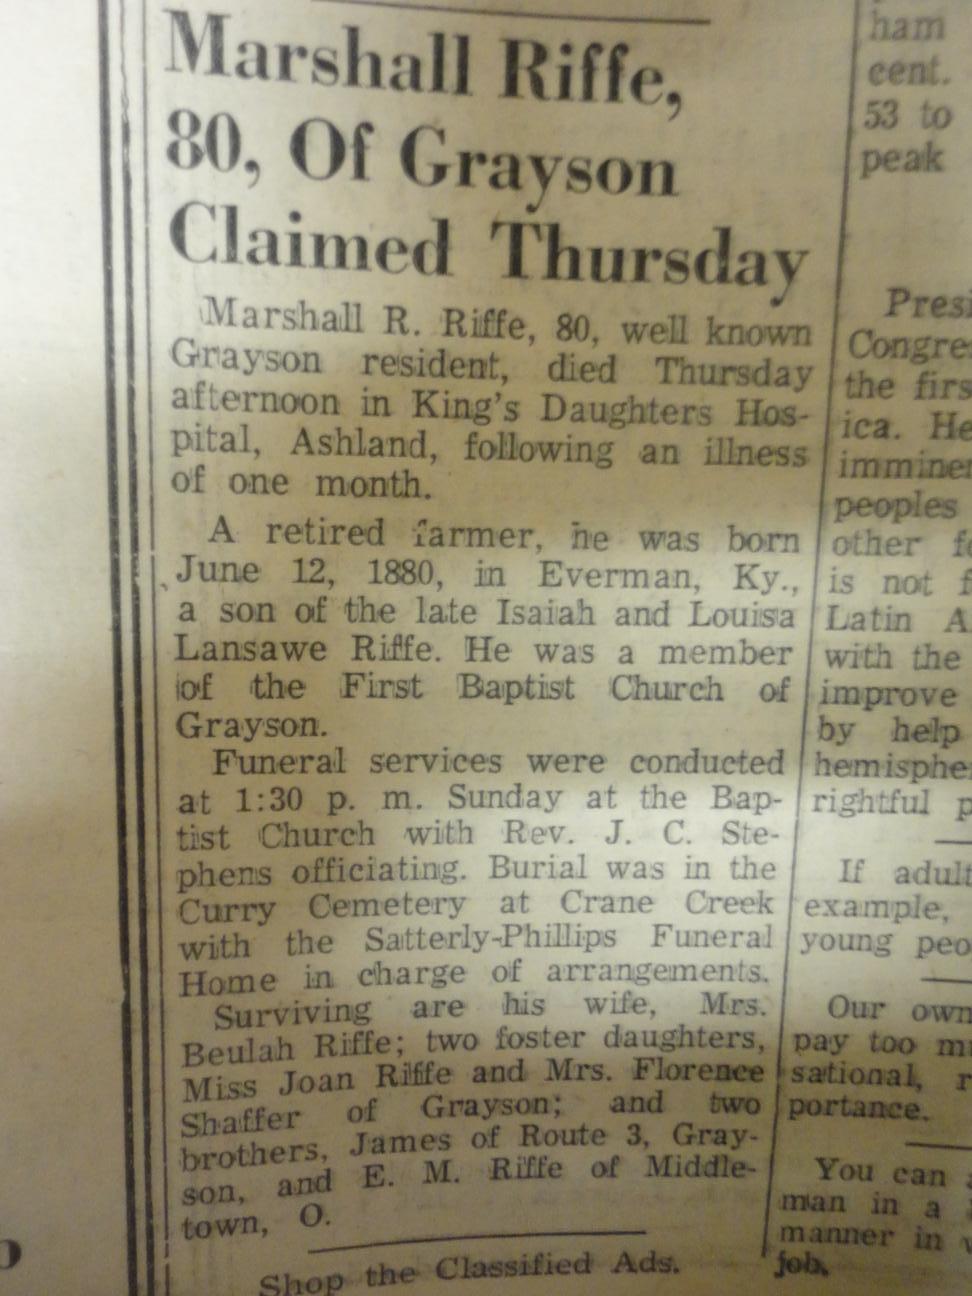 Marshall Riffe,
80, Of Grayson
Claimed Thursday
Marshall R. Riffe, 80, well known
Grayson resident, died Thursday
afternoon in King's Daughters Hos-
pital, Ashland, following an illness
of one month.
A retired farmer, he was born
June 12, 1880, in Everman, Ky.,
a son of the late Isaiah and Louisa
Lansawe Riffe. He was a member
of the First Baptist Church of
Grayson.
Funeral services were conducted
at 1:30 p. m. Sunday at the Bap-
tist Church with Rev. J. C. Ste-
phens officiating. Burial was in the
Curry Cemetery at Crane Creek
with the Satterly-Phillips Funeral
Home in charge of arrangements.
Surviving are his wife, Mrs.
Beulah Riffe; two foster daughters,
Miss Joan Riffe and Mrs. Florence
Shaffer of Grayson; and two
brothers, James of Route 3, Gray-
son, and E. M. Riffe of Middle-
town, O.
Shop the Classified Ads.
ham
cent.
53 to
peak
Presi
Congre
the firs
ica. He
imminen
peoples
other fe
is not f
Latin A
with the
improve
by help
hemisphe
rightful p
If adult
example,
young peo
Our own
pay too mu
sational, r
portance.
You can
man in a
manner in
job.